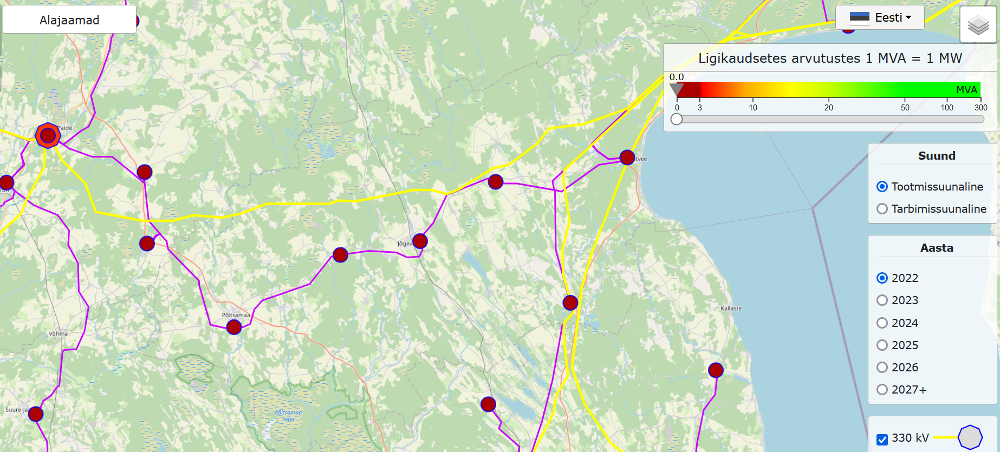 Alajaamad
Eesti
Ligikaudsetes arvutustes 1 MVA = 1 MW
0.0
MVA
0 3 10 20 50 100 300
Suund
Tootmissuunaline
Tarbimissuunaline
Aasta
2022
2023
2024
2025
2026
2027+
330 kV
Paide
tvee
Jõgev
Põltsamaa
Kallaste
Võhma
Suure-Jaa
Põltsamaa
raba